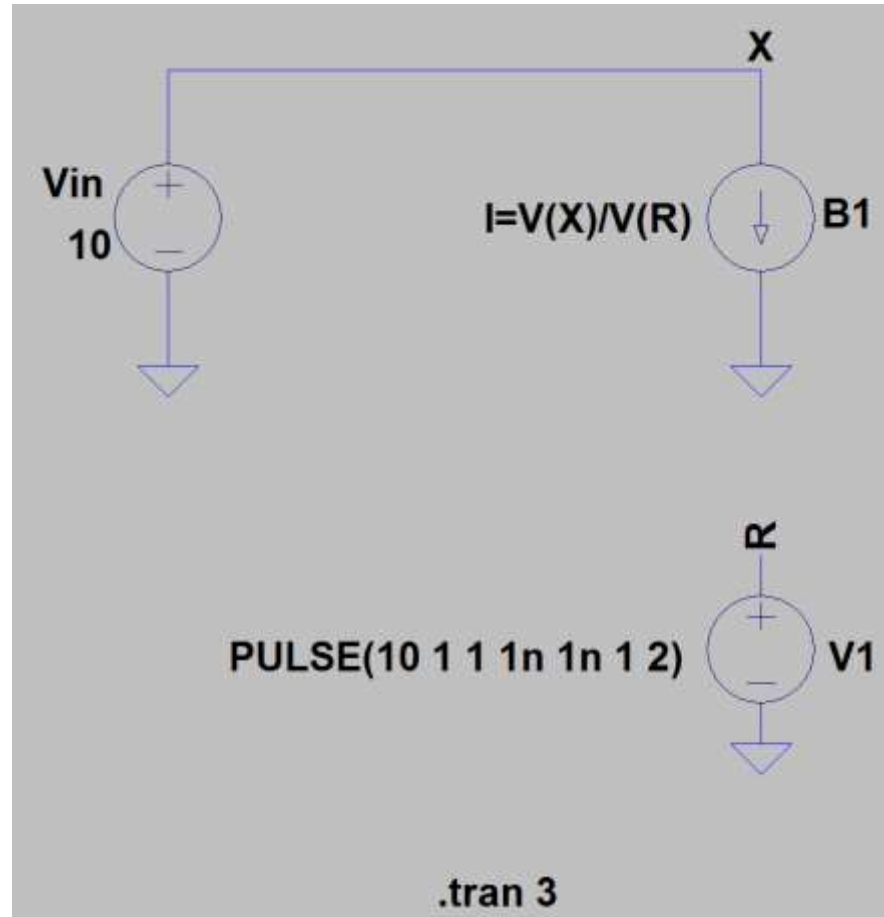 X
Vin
10
I=V(X)/V(R)
B1
R
PULSE(10 1 1 1n 1n 1 2)
V1
.tran 3